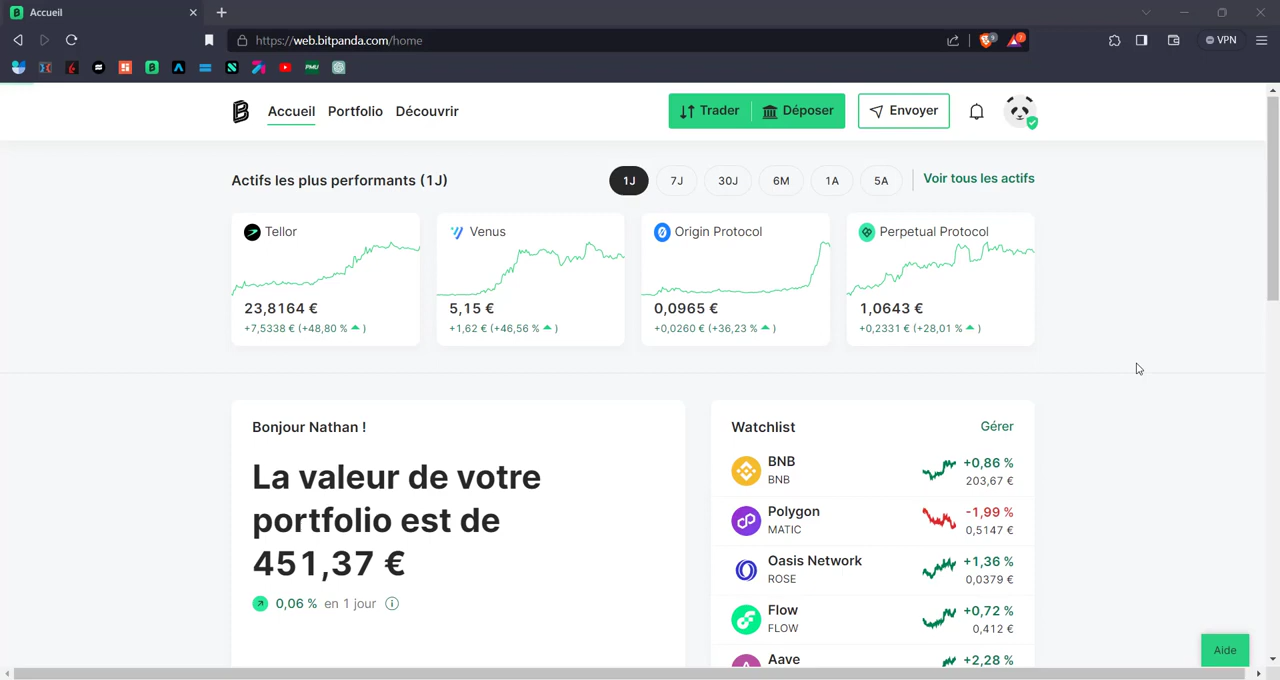 Accueil
https://web.bitpanda.com/home
VPN
PMU
Accueil
Portfolio
Découvrir
Trader
Déposer
Envoyer
Actifs les plus performants (1J)
1J
7J
30J
6M
1A
5A
Voir tous les actifs
Tellor
23,8164 €
+7,5338 € (+48,80 % )
Venus
5,15 €
+1,62 € (+46,56 % )
Origin Protocol
0,0965 €
+0,0260 € (+36,23 % )
Perpetual Protocol
1,0643 €
+0,2331 € (+28,01 % )
Bonjour Nathan !
La valeur de votre
portfolio est de
451,37 €
0,06 % en 1 jour
Watchlist
Gérer
BNB
BNB
+0,86 %
203,67 €
Polygon
MATIC
-1,99 %
0,5147 €
Oasis Network
ROSE
+1,36 %
0,0379 €
Flow
FLOW
+0,72 %
0,412 €
Aave
+2,28 %
Aide